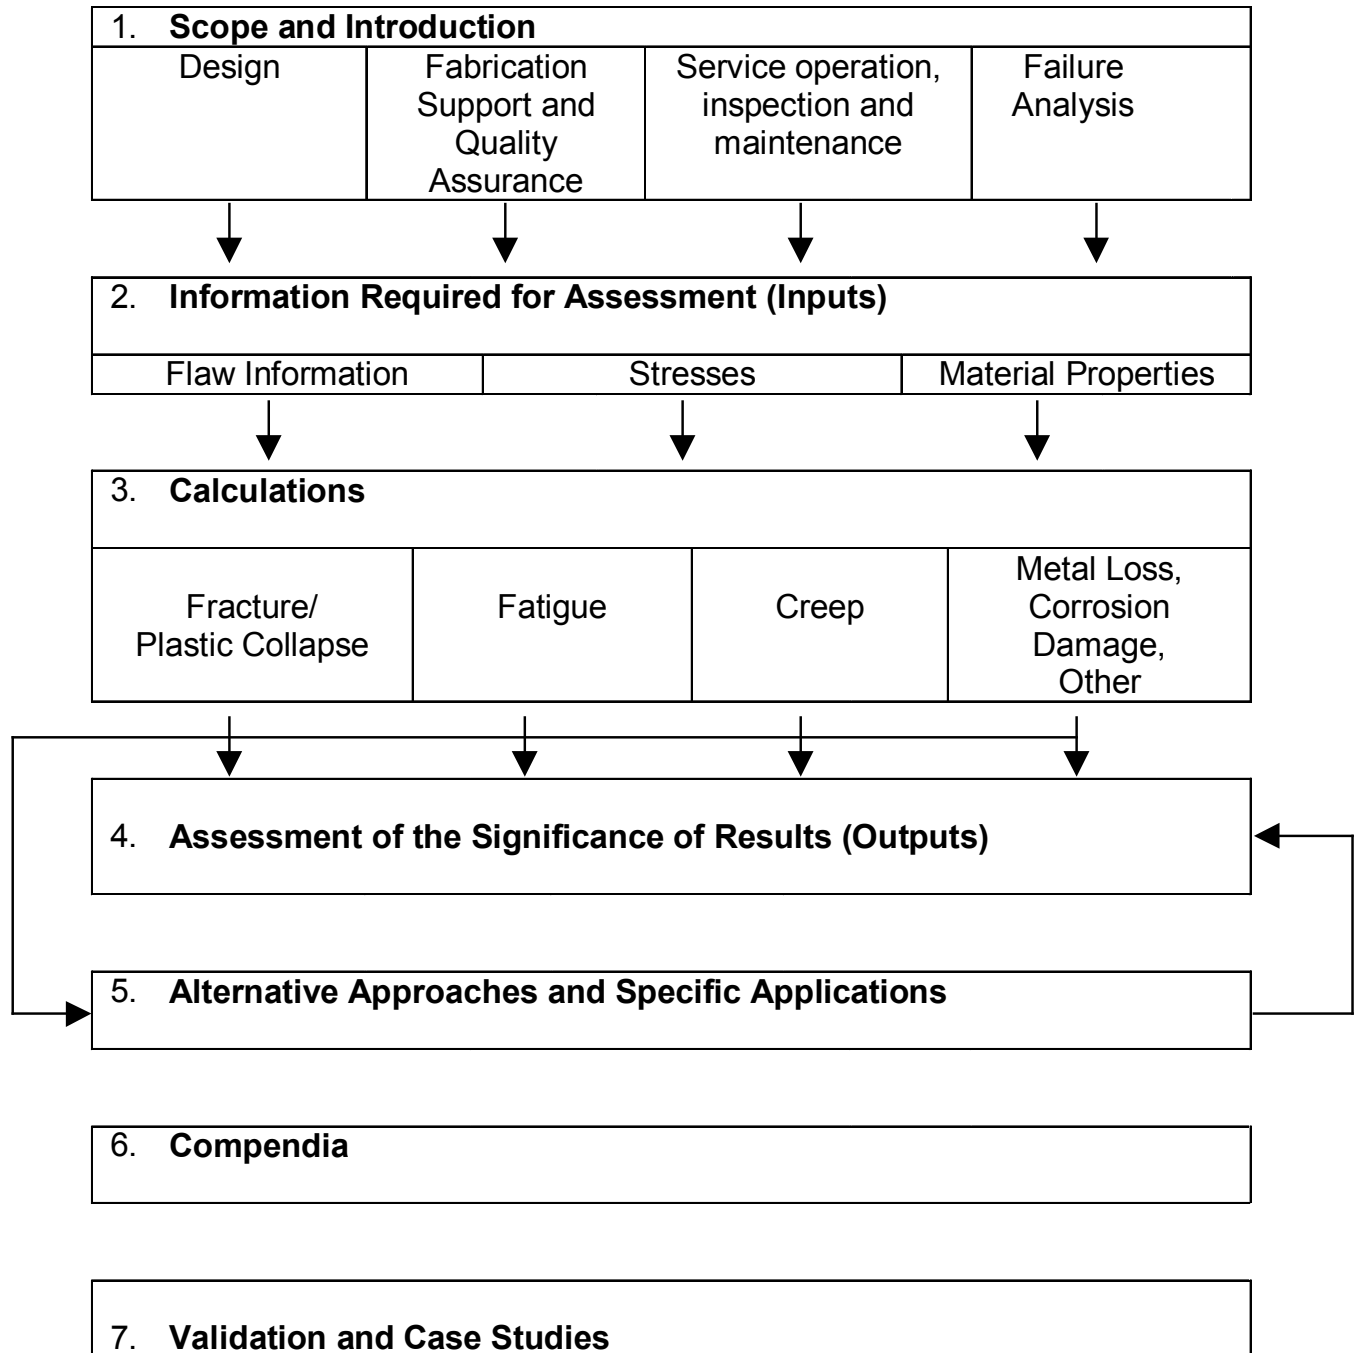 1. Scope and Introduction
Design
Fabrication
Support and
Quality
Assurance
Service operation,
inspection and
maintenance
Failure
Analysis
2. Information Required for Assessment (Inputs)
Flaw Information
Stresses
Material Properties
3. Calculations
Fracture/
Plastic Collapse
Fatigue
Creep
Metal Loss,
Corrosion
Damage,
Other
4. Assessment of the Significance of Results (Outputs)
5. Alternative Approaches and Specific Applications
6. Compendia
7. Validation and Case Studies